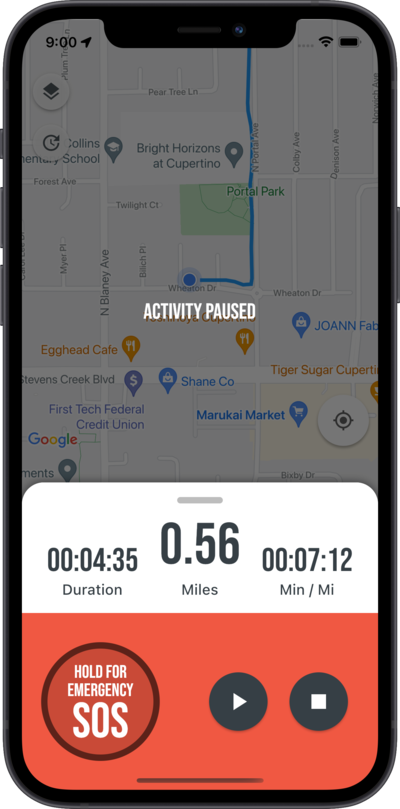 9:00
Plum Tree Ln
Norwich Ave
Pear Tree Ln
Collins
mentary School
Bright Horizons
at Cupertino
N Portal Ave
Colby Ave
Denison Ave
Forest Ave
Portal Park
Twilight Ct
Myer Pl
Billich Pl
N Blaney Ave
Wheaton Dr
Wheaton Dr
ACTIVITY PAUSED
JOANN Fab
Egghead Cafe
Tiger Sugar Cupertin
Stevens Creek Blvd
Shane Co
First Tech Federal
Credit Union
Marukai Market
Google
ments
Bixby Dr
00:04:35
0.56
00:07:12
Duration
Miles
Min / Mi
HOLD FOR
EMERGENCY
SOS